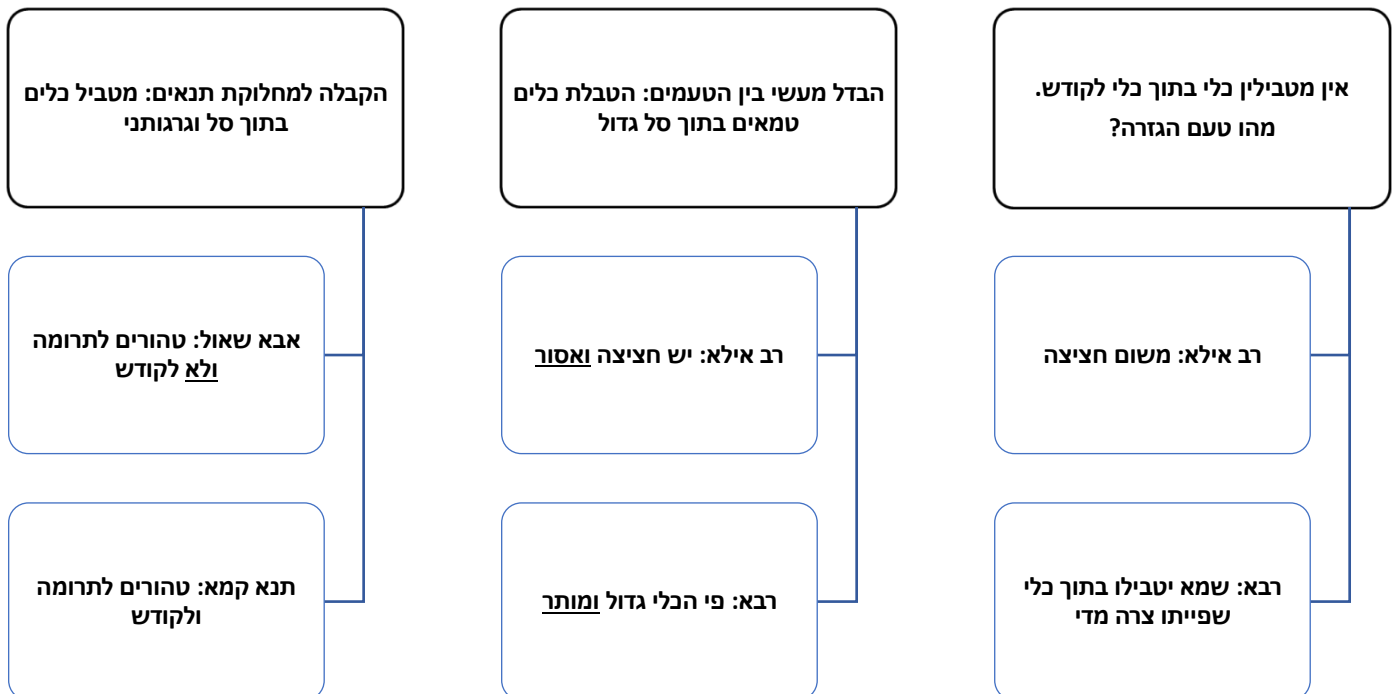 אין מטבילין כלי בתוך כלי לקודש.
מהו טעם הגזרה?
רב אילא: משום חציצה
רבא: שמא יטבילו בתוך כלי
שפייתו צרה מדי
הבדל מעשי בין הטעמים: הטבלת כלים
טמאים בתוך סל גדול
רב אילא: יש חציצה ואסור
רבא: פי הכלי גדול ומותר
הקבלה למחלוקת תנאים: מטביל כלים
בתוך סל וגרגותני
אבא שאול: טהורים לתרומה
ולא לקודש
תנא קמא: טהורים לתרומה
ולקודש